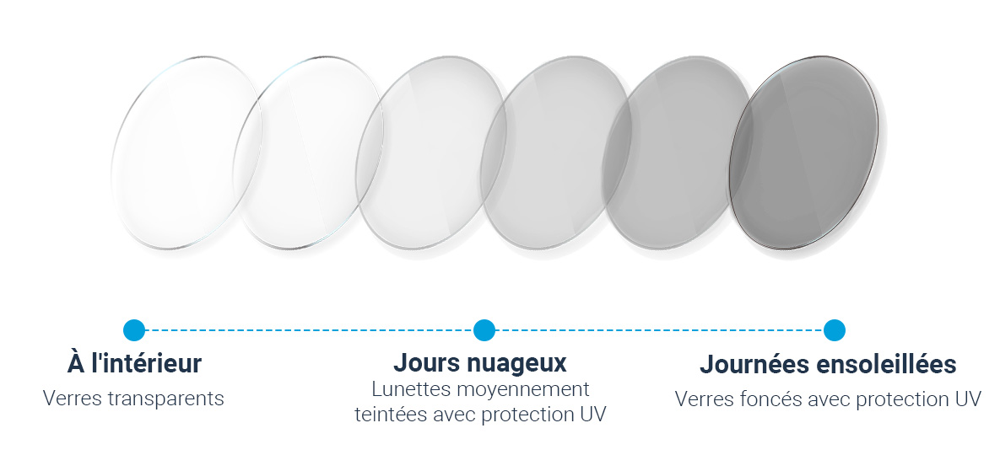 À l'intérieur
Verres transparents
Jours nuageux
Lunettes moyennement
teintées avec protection UV
Journées ensoleillées
Verres foncés avec protection UV